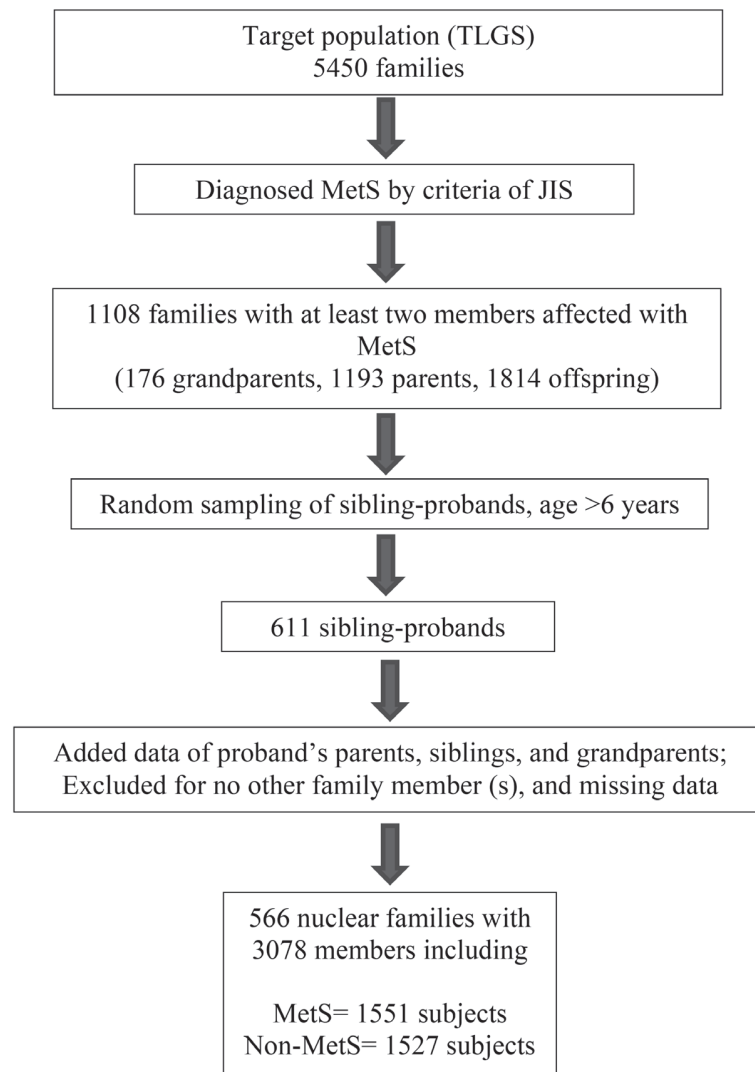 Target population (TLGS)
5450 families
Diagnosed MetS by criteria of JIS
1108 families with at least two members affected with
MetS
(176 grandparents, 1193 parents, 1814 offspring)
Random sampling of sibling-probands, age >6 years
611 sibling-probands
Added data of proband’s parents, siblings, and grandparents;
Excluded for no other family member (s), and missing data
566 nuclear families with
3078 members including
MetS= 1551 subjects
Non-MetS= 1527 subjects